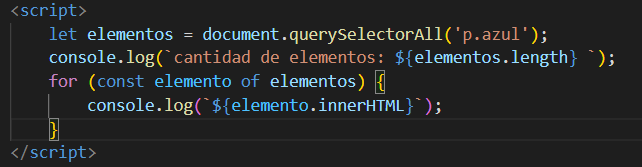 <script>
let elementos = document.querySelectorAll('p.azul');
console.log(`cantidad de elementos: ${elementos.length} `);
for (const elemento of elementos) {
console.log(`${elemento.innerHTML}`);
}
</script>